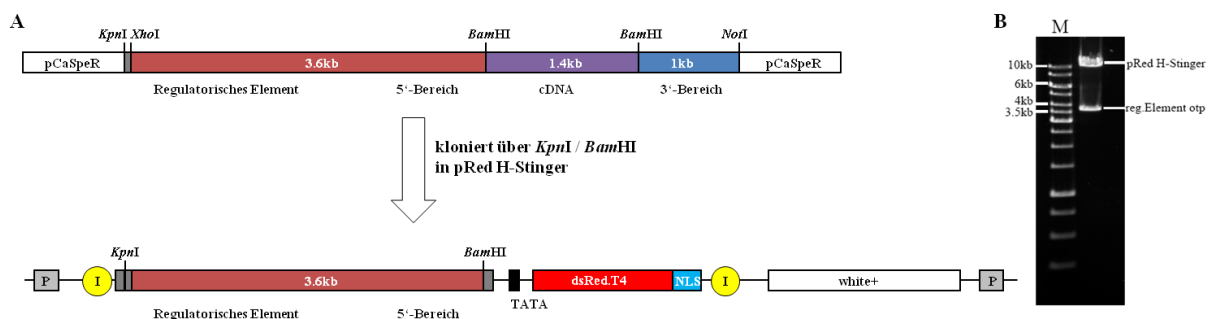 A
KpnI XhoI BamHI BamHI NotI
pCaSpeR 3.6kb 1.4kb 1kb pCaSpeR
Regulatorisches Element 5‘-Bereich cDNA 3‘-Bereich
kloniert über KpnI / BamHI
in pRed H-Stinger
KpnI BamHI
P I 3.6kb dsRed.T4 NLS I white+ P
TATA
Regulatorisches Element 5‘-Bereich
B
M
10kb pRed H-Stinger
6kb
4kb
3.5kb reg.Element otp